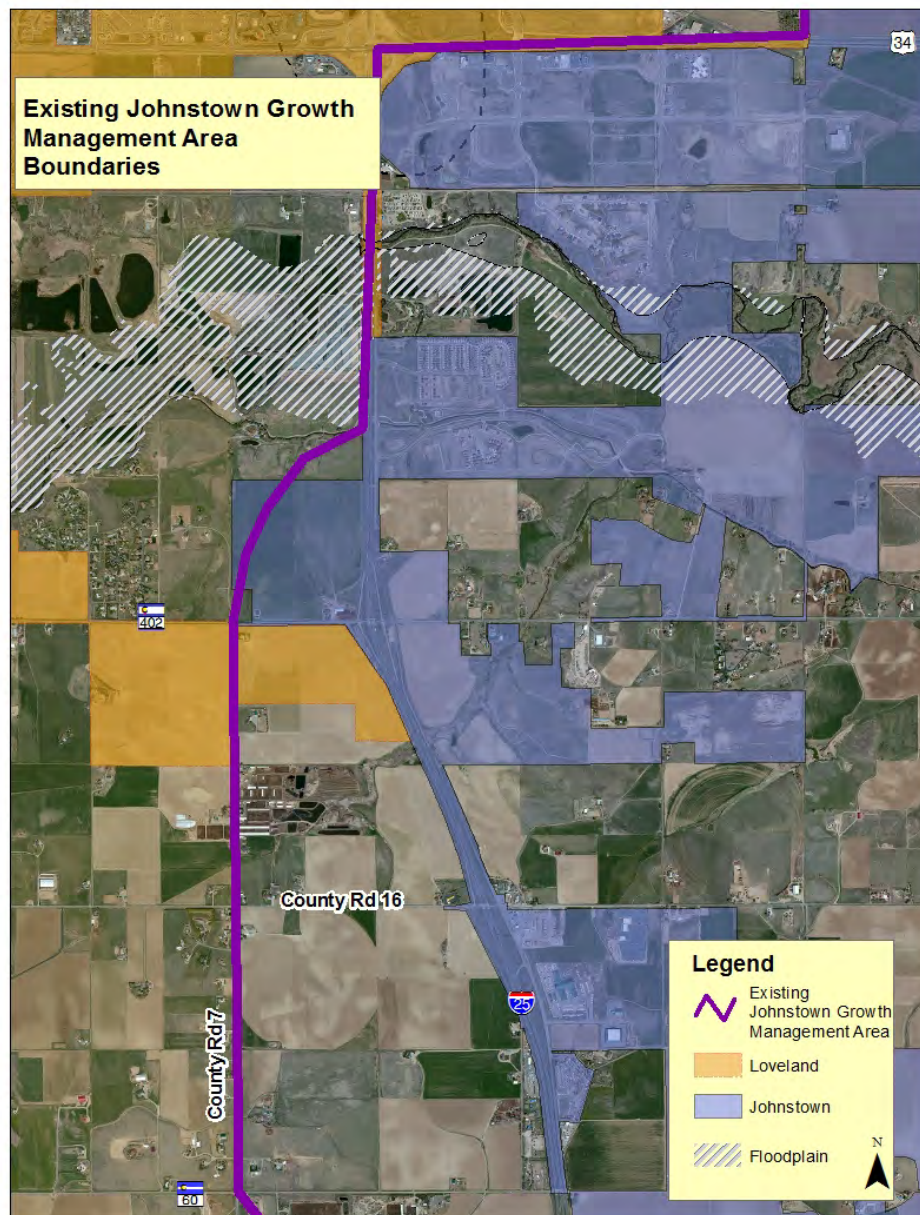 34
Existing Johnstown Growth
Management Area
Boundaries
402
County Rd 16
25
County Rd 7
60
Legend
Existing
Johnstown Growth
Management Area
Loveland
Johnstown
Floodplain
N